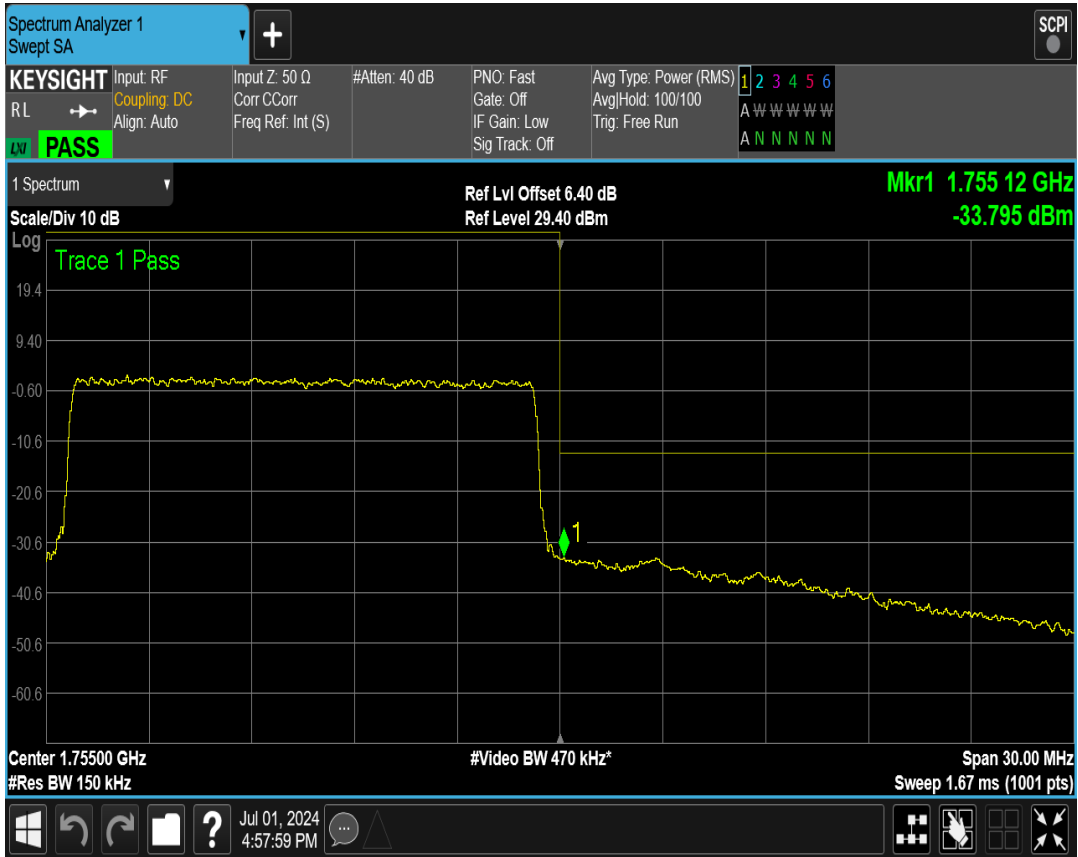 Spectrum Analyzer 1
Swept SA
+
SCPI
KEYSIGHT
RL
LXI PASS
Input: RF
Coupling: DC
Align: Auto
Input Z: 50 Ω
Corr CCorr
Freq Ref: Int (S)
#Atten: 40 dB
PNO: Fast
Gate: Off
IF Gain: Low
Sig Track: Off
Avg Type: Power (RMS)
Avg|Hold: 100/100
Trig: Free Run
1 2 3 4 5 6
A W W W W W
A N N N N N
1 Spectrum
Scale/Div 10 dB
Ref Lvl Offset 6.40 dB
Ref Level 29.40 dBm
Mkr1 1.755 12 GHz
-33.795 dBm
Log
Trace 1 Pass
19.4
9.40
-0.60
-10.6
-20.6
-30.6
-40.6
-50.6
-60.6
1
Center 1.75500 GHz
#Res BW 150 kHz
#Video BW 470 kHz*
Span 30.00 MHz
Sweep 1.67 ms (1001 pts)
?
Jul 01, 2024
4:57:59 PM